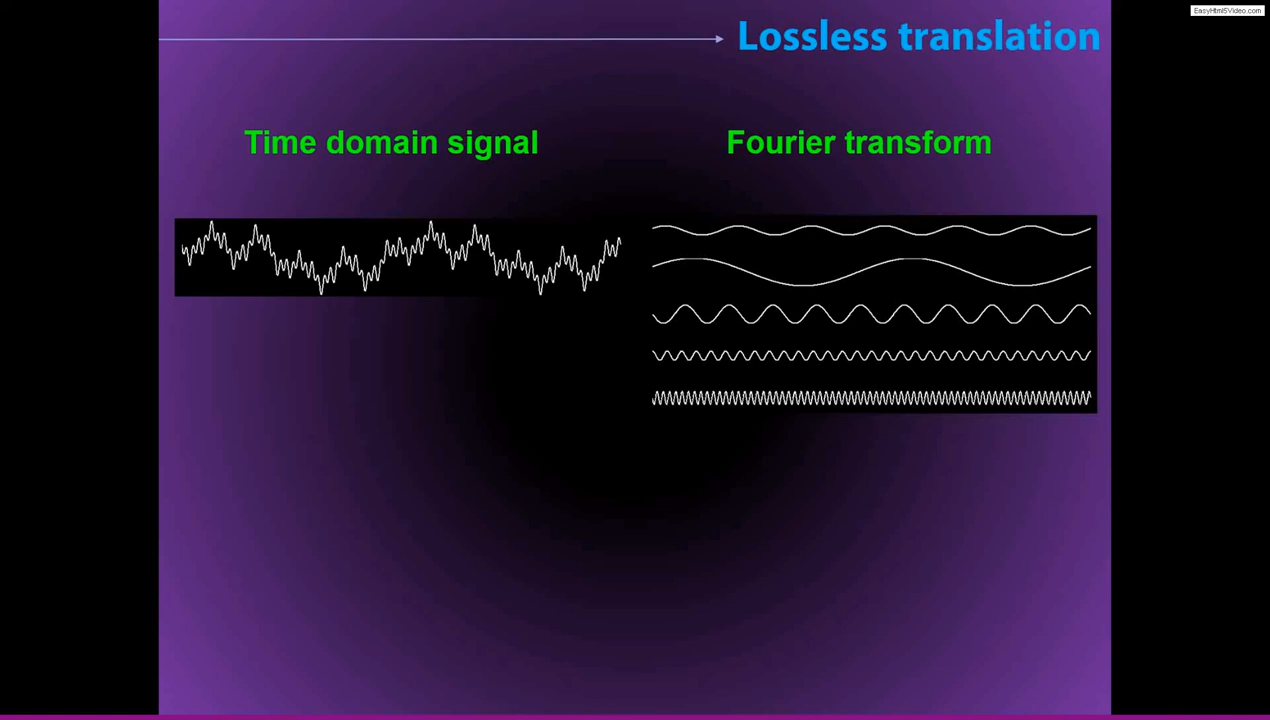 EasyHtml5Video.com
Lossless translation
Time domain signal
Fourier transform